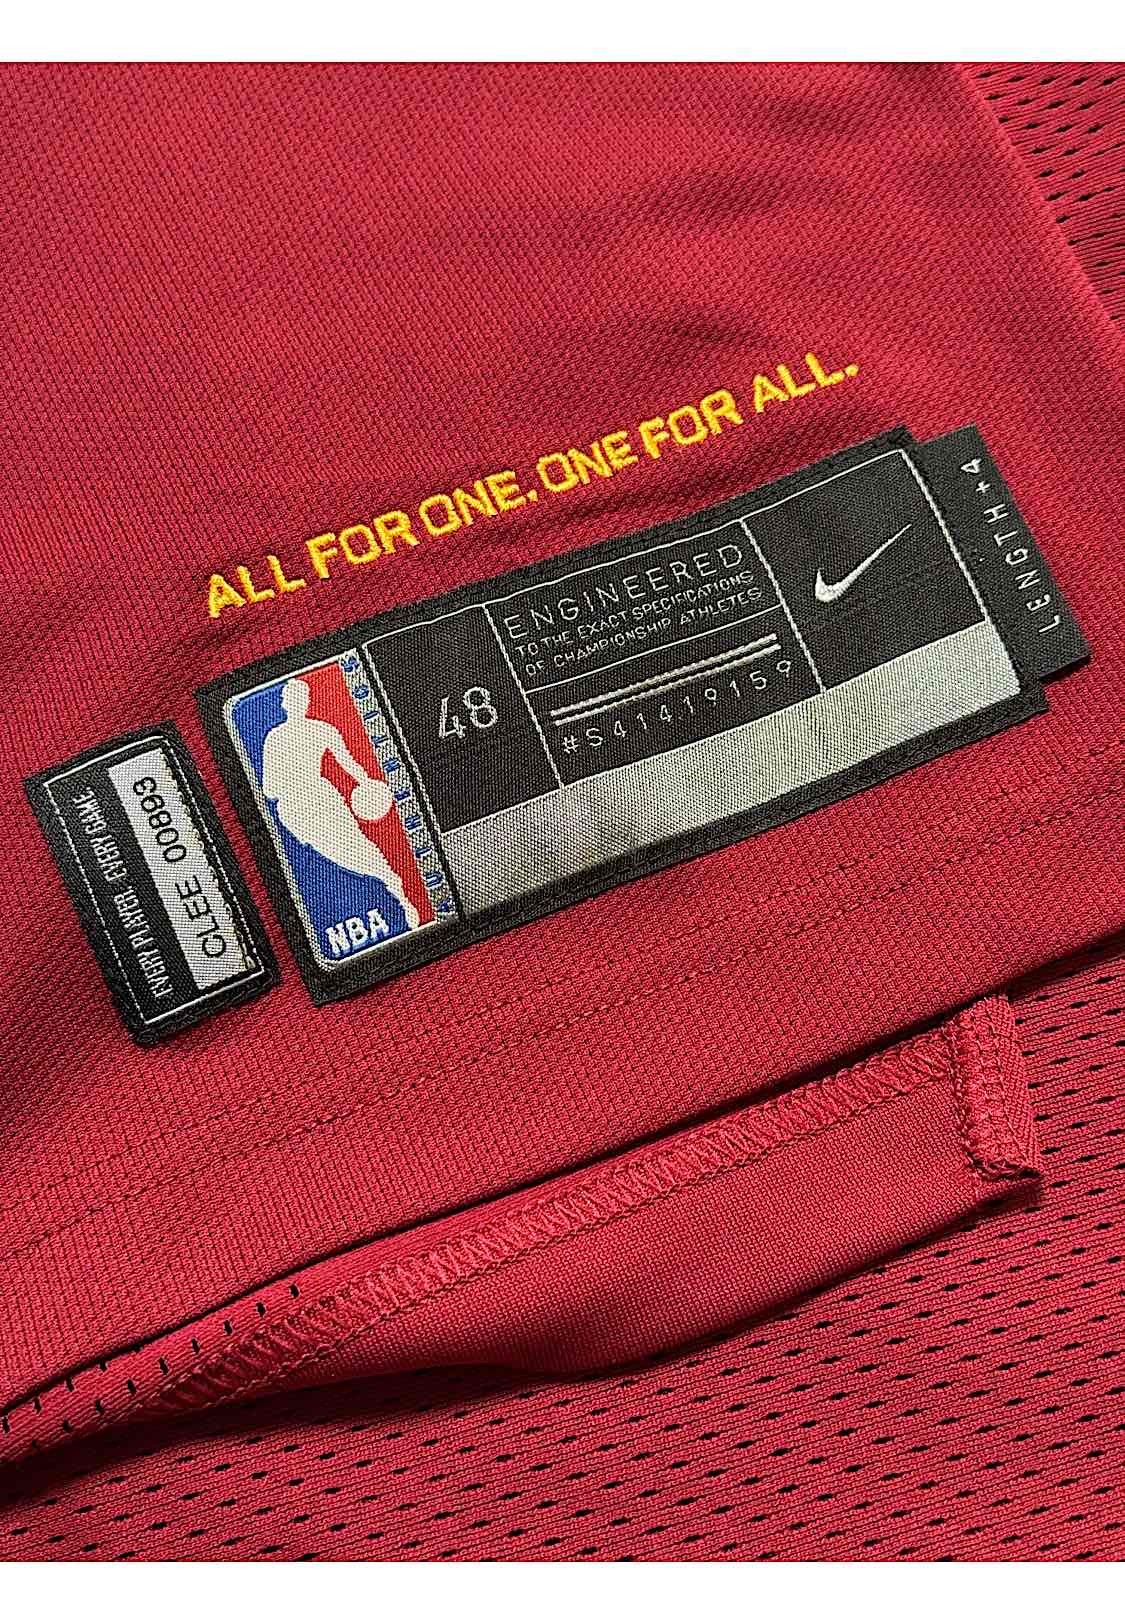 ALL FOR ONE. ONE FOR ALL.
LENGTH +4
ENGINEERED
TO THE EXACT SPECIFICATIONS
OF CHAMPIONSHIP ATHLETES
48
#S41419159
AUTHENTICS
NBA
EVERY PLAYER. EVERY GAME.
CLEE 00893